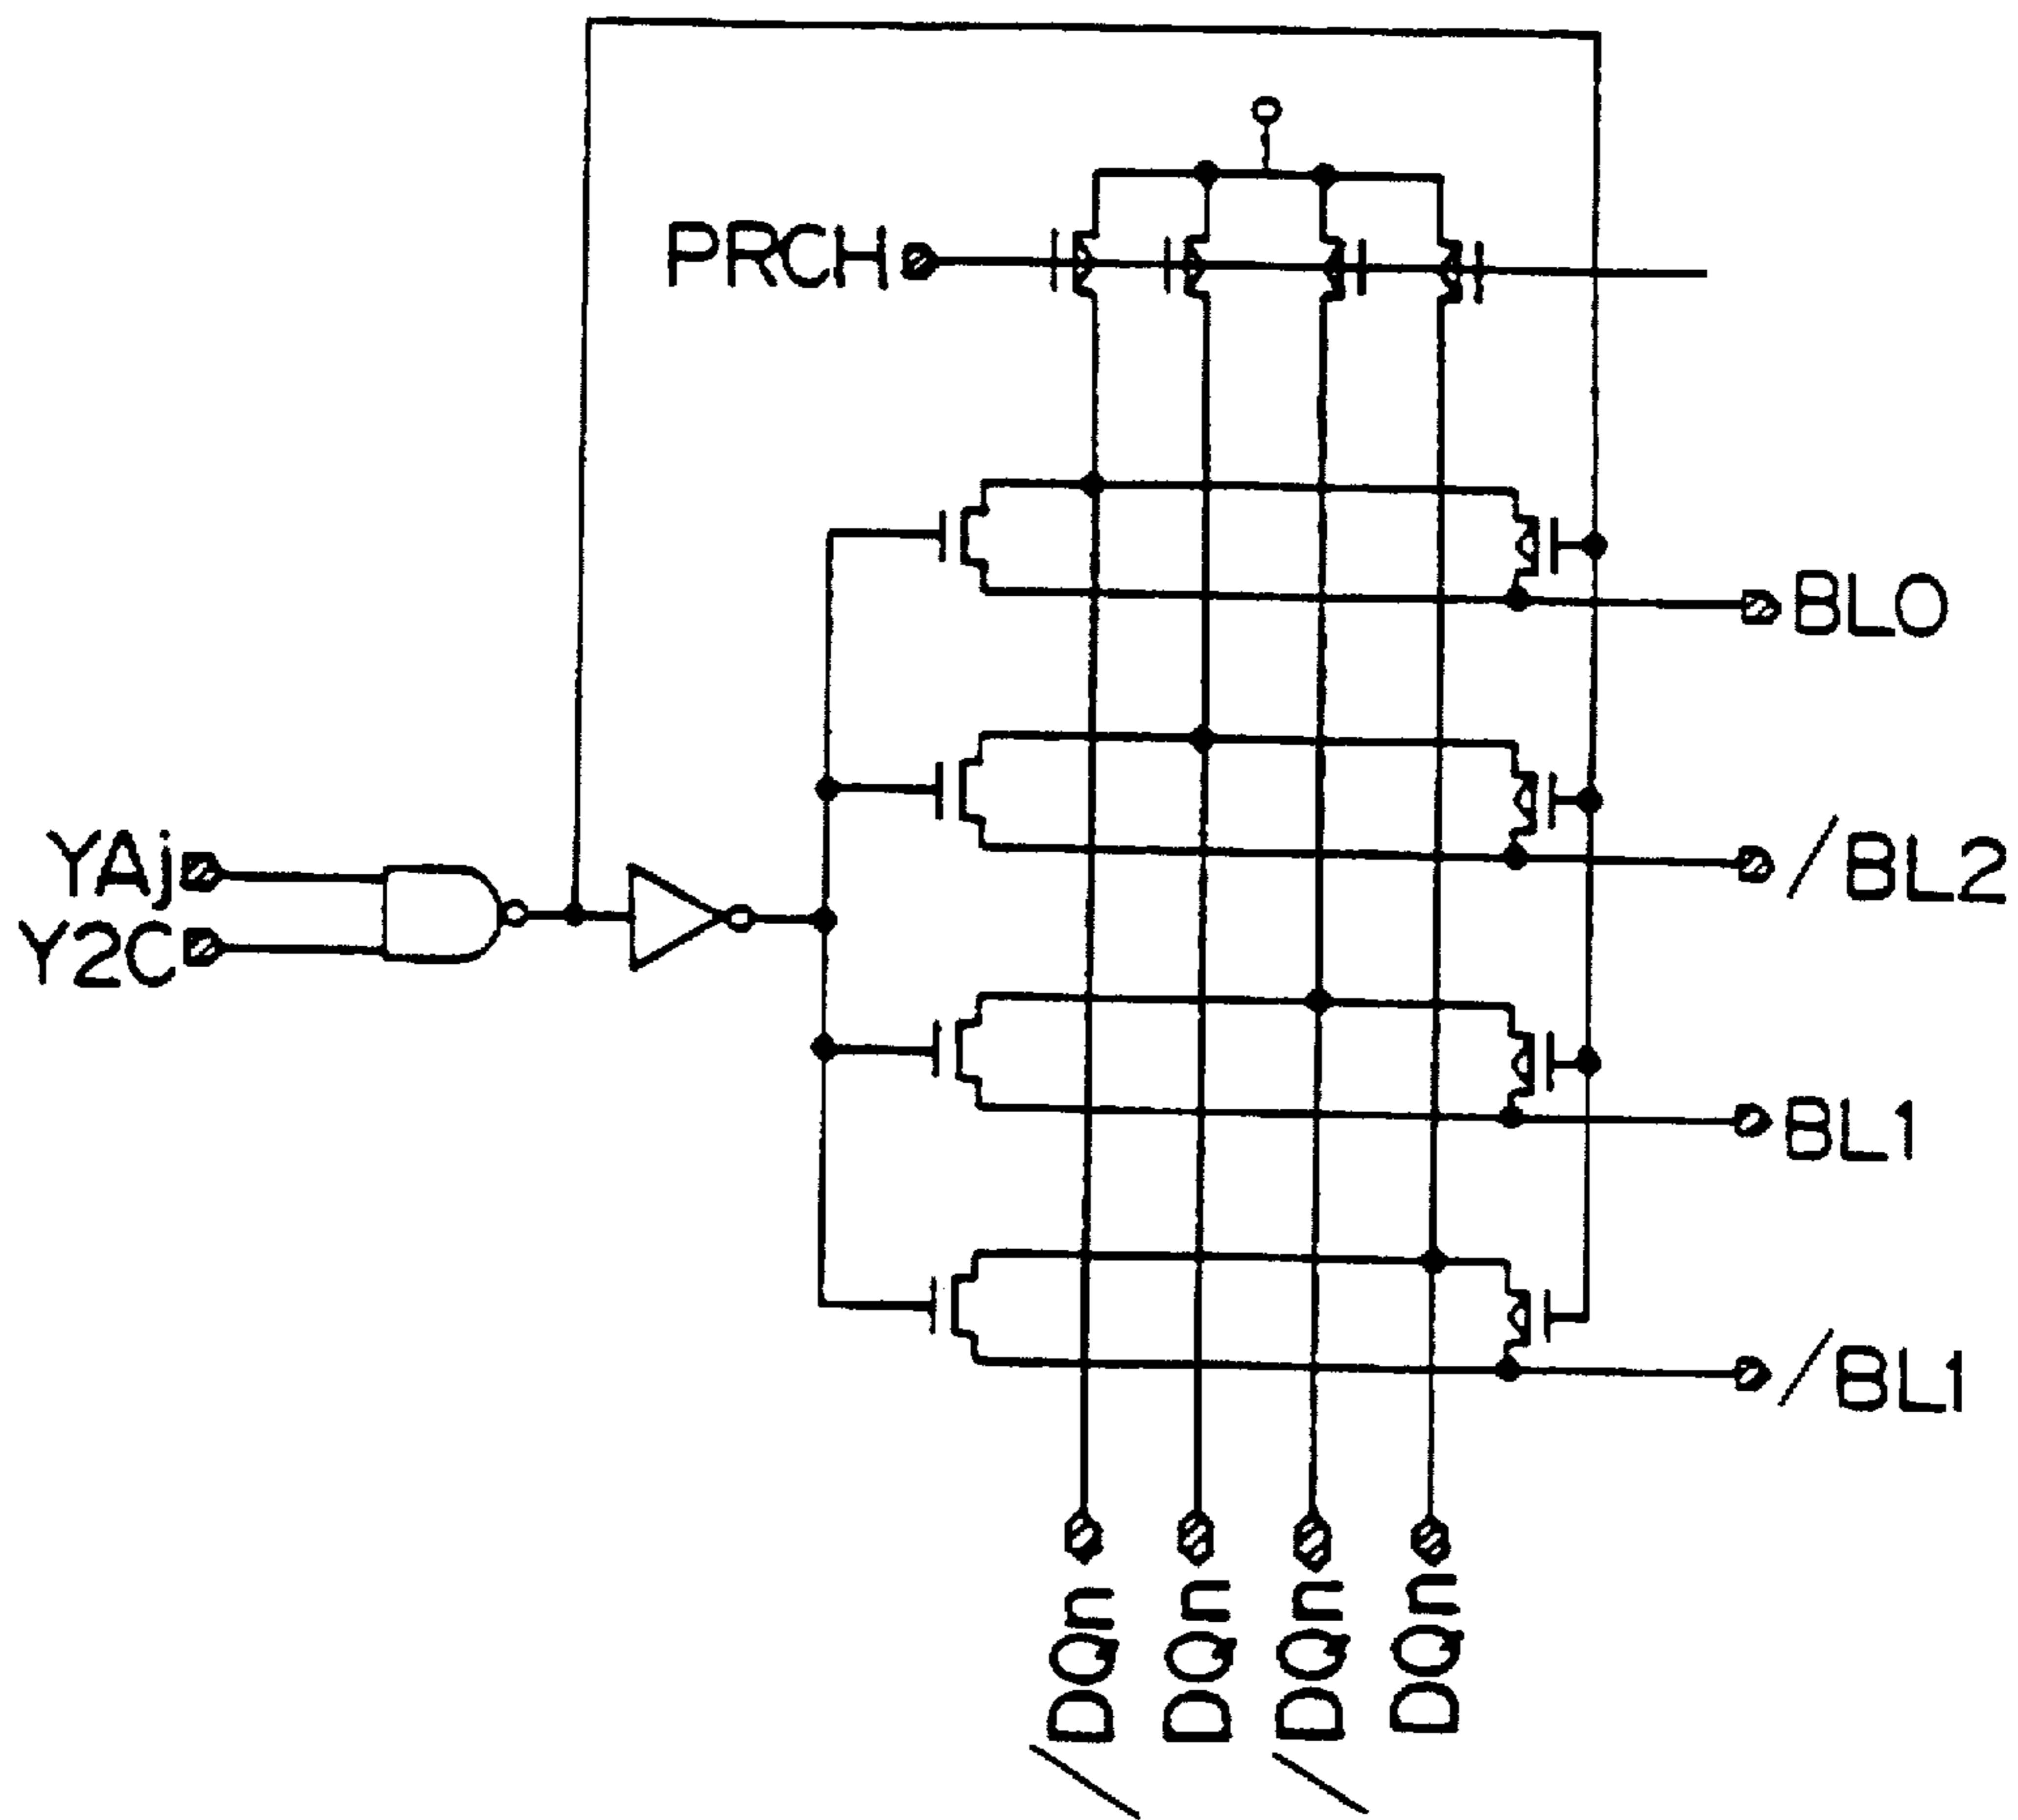 PRCH
BL0
/BL2
YAj
Y2C
BL1
/BL1
/DQn
DQn
/DQn
DQn